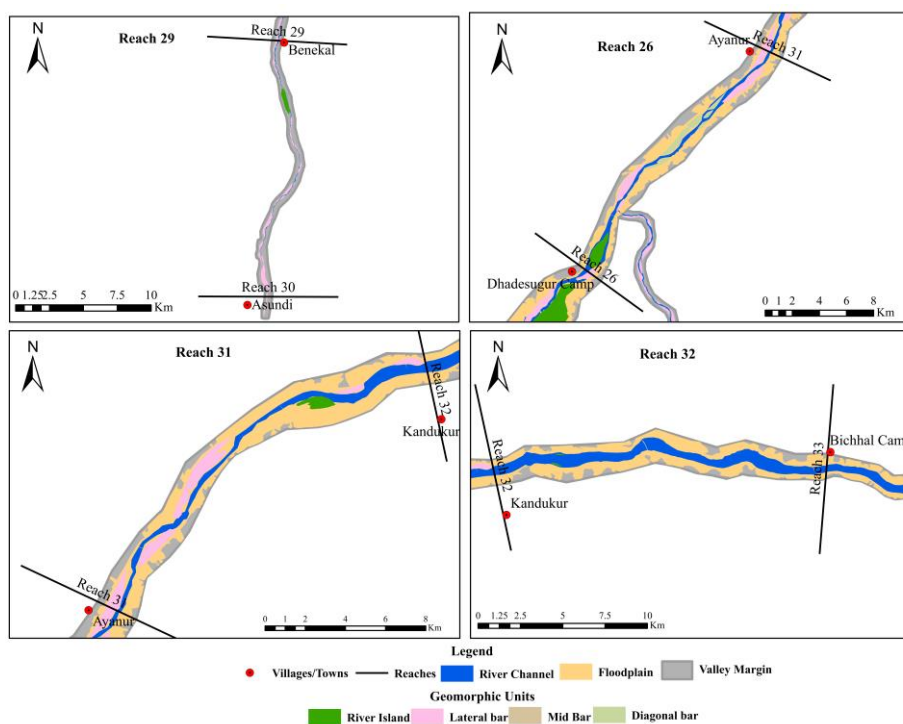 N
Reach 29
Reach 29
Benekal
0 1.252.5 5 7.5 10
Km
Reach 30
Asundi
N
Reach 26
Ayanur
Reach 31
Reach 26
Dhadesugur Camp
0 1 2 4 6 8
Km
N
Reach 31
Reach 32
Kandukur
Reach 3
Ayanur
0 1 2 4 6 8
Km
N
Reach 32
Reach 32
Kandukur
Reach 33
Bichhal Cam
0 1.25 2.5 5 7.5 10
Km
Legend
Villages/Towns Reaches River Channel Floodplain Valley Margin
Geomorphic Units
River Island Lateral bar Mid Bar Diagonal bar